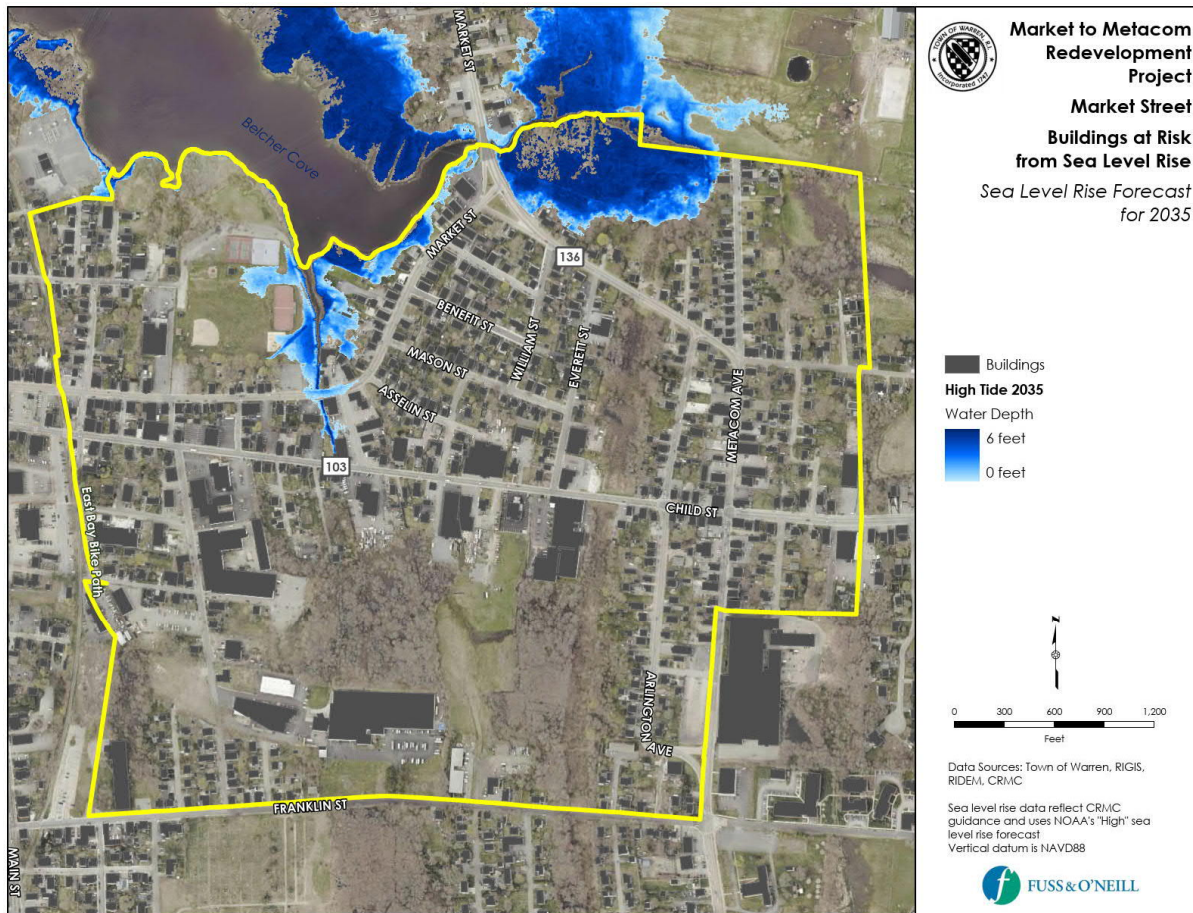 Market to Metacom
Redevelopment
Project
Market Street
Buildings at Risk
from Sea Level Rise
Sea Level Rise Forecast
for 2035
TOWN OF WARREN, R.I.
Incorporated 1747
MARKET ST
Belcher Cove
MARKET ST
136
BENEFIT ST
WILLIAM ST
EVERETT ST
MASON ST
ASSELIN ST
METACOM AVE
103
CHILD ST
East Bay Bike Path
ARLINGTON AVE
FRANKLIN ST
MAIN ST
Buildings
High Tide 2035
Water Depth
6 feet
0 feet
N
0 300 600 900 1,200
Feet
Data Sources: Town of Warren, RIGIS,
RIDEM, CRMC
Sea level rise data reflect CRMC
guidance and uses NOAA's "High" sea
level rise forecast
Vertical datum is NAVD88
FUSS & O'NEILL